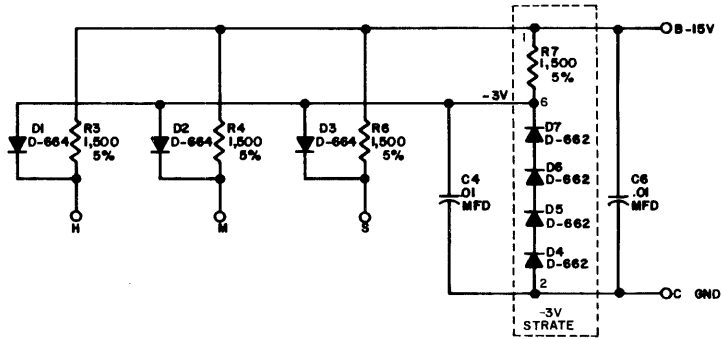 B-15V
1
R7
1,500
5%
-3V
6
D1
D-664
R3
1,500
5%
D2
D-664
R4
1,500
5%
D3
D-664
R6
1,500
5%
D7
D-662
D6
D-662
D5
D-662
D4
D-662
C4
.01
MFD
C6
.01
MFD
H
M
S
2
C GND
-3V
STRATE